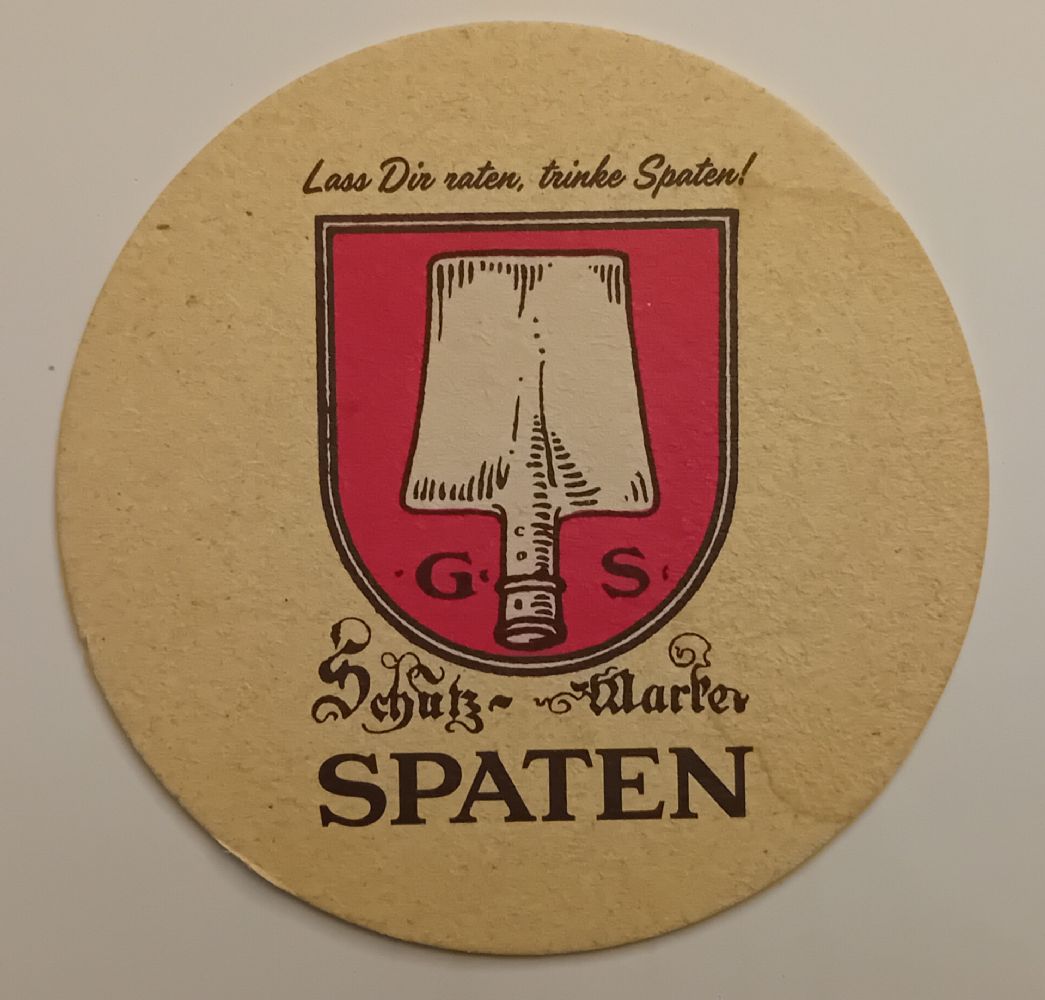 Lass Dir raten, trinke Spaten!
G. S.
Schutz-Marke
SPATEN